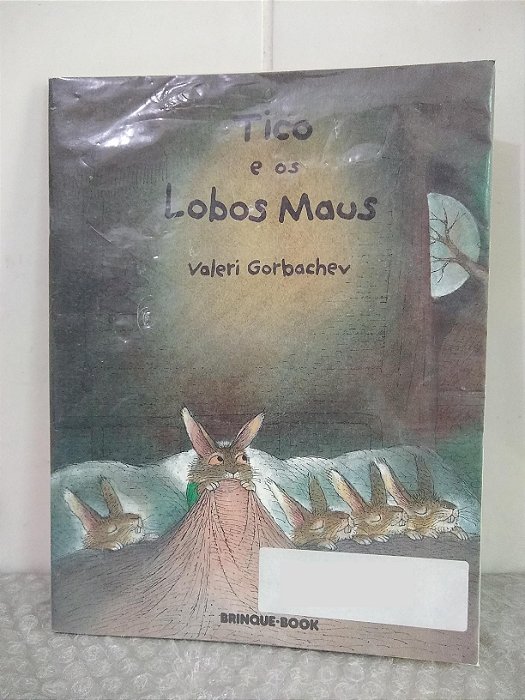 Tico
e os
Lobos Maus
Valeri Gorbachev
BRINQUE-BOOK